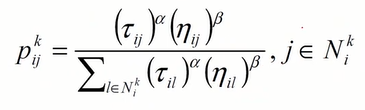 p_{ij}^{k} = \frac{(\tau_{ij})^{\alpha} (\eta_{ij})^{\beta}}{\sum_{l \in N_i^k} (\tau_{il})^{\alpha} (\eta_{il})^{\beta}}, j \in N_i^k